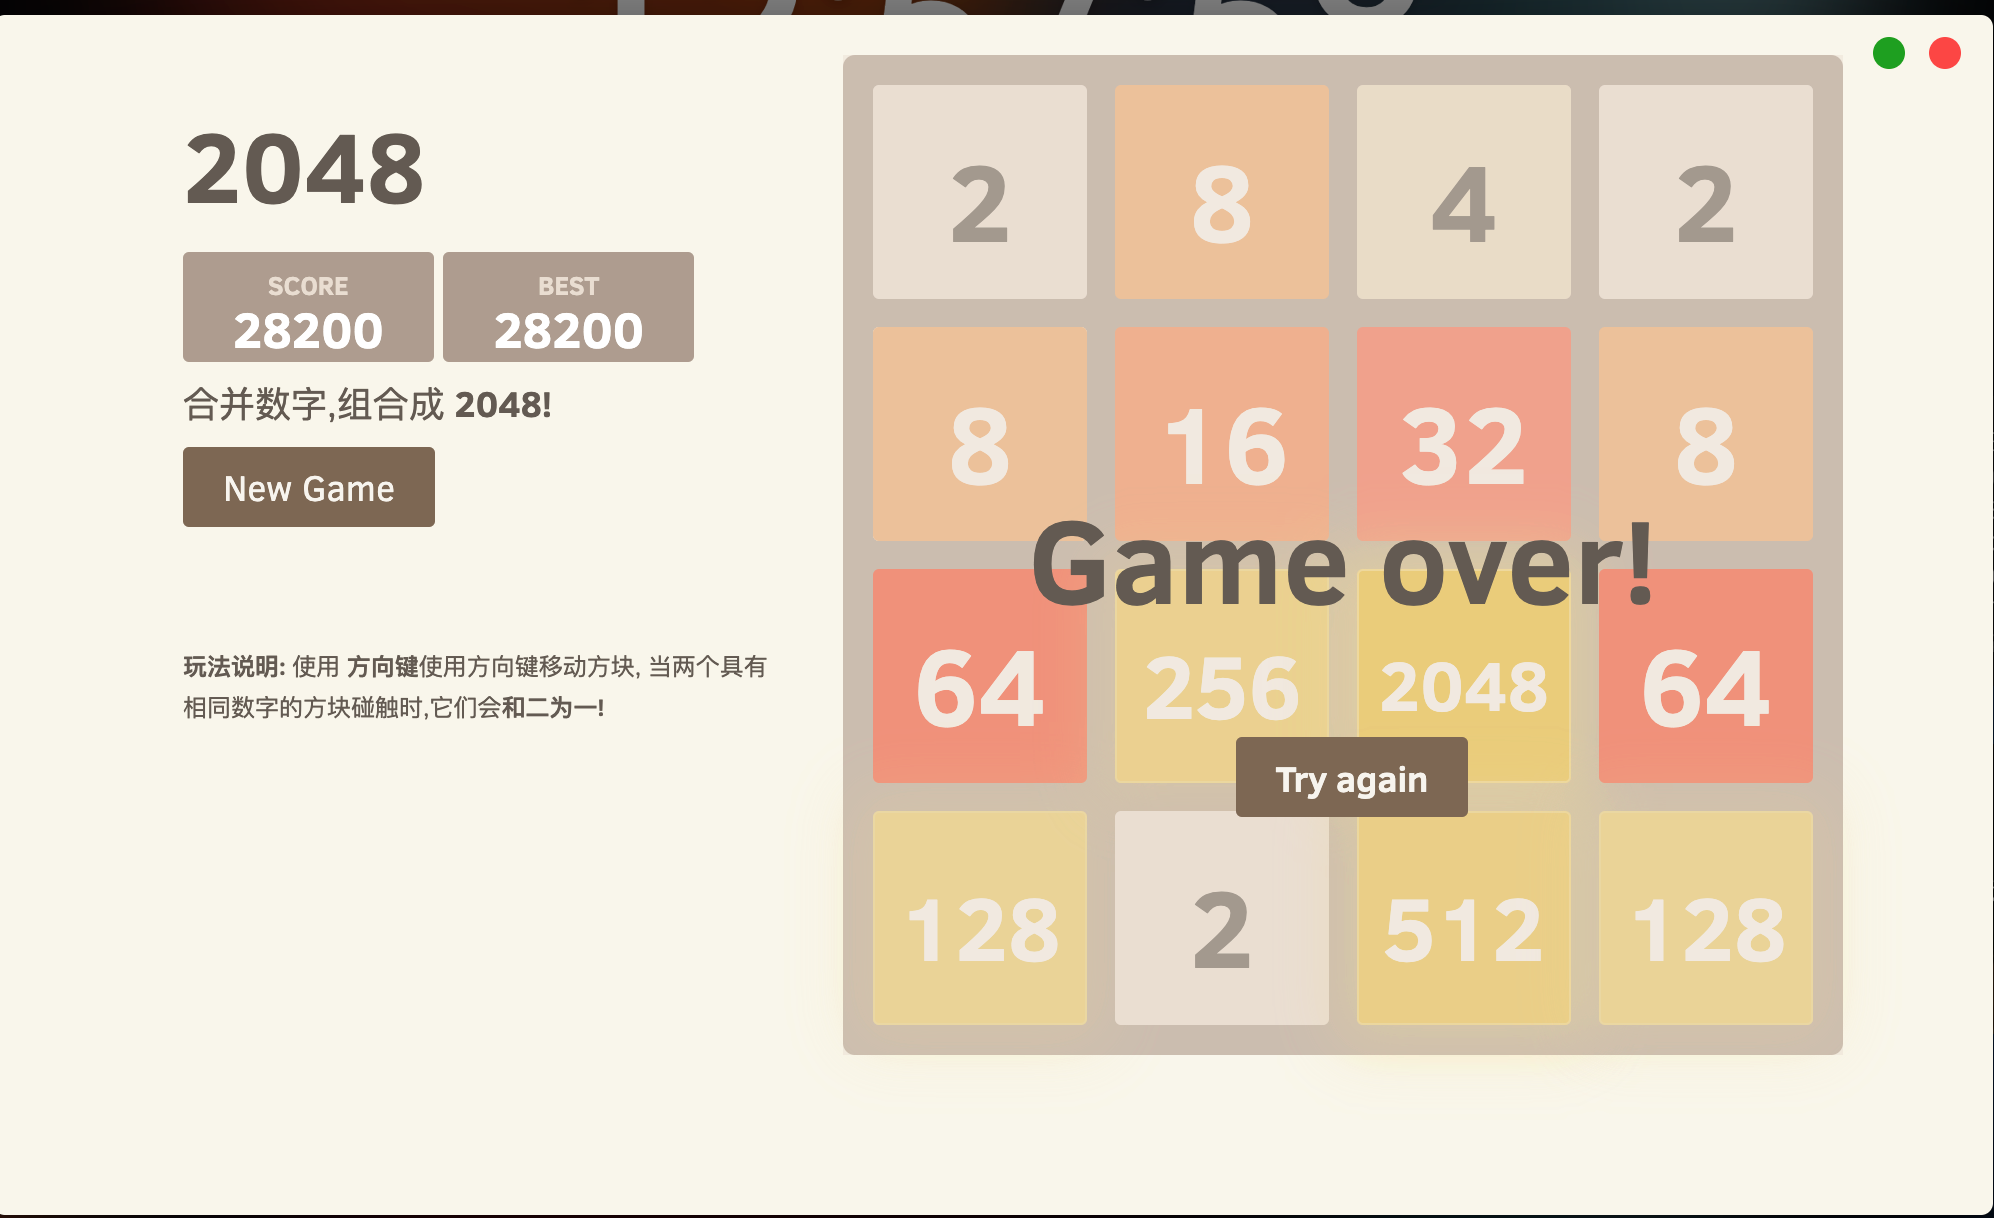 2048
SCORE
28200
BEST
28200
合并数字,组合成 2048!
New Game
玩法说明: 使用 方向键使用方向键移动方块, 当两个具有
相同数字的方块碰触时,它们会和二为一!
2 8 4 2
8 16 32 8
Game over!
64 256 2048 64
Try again
128 2 512 128